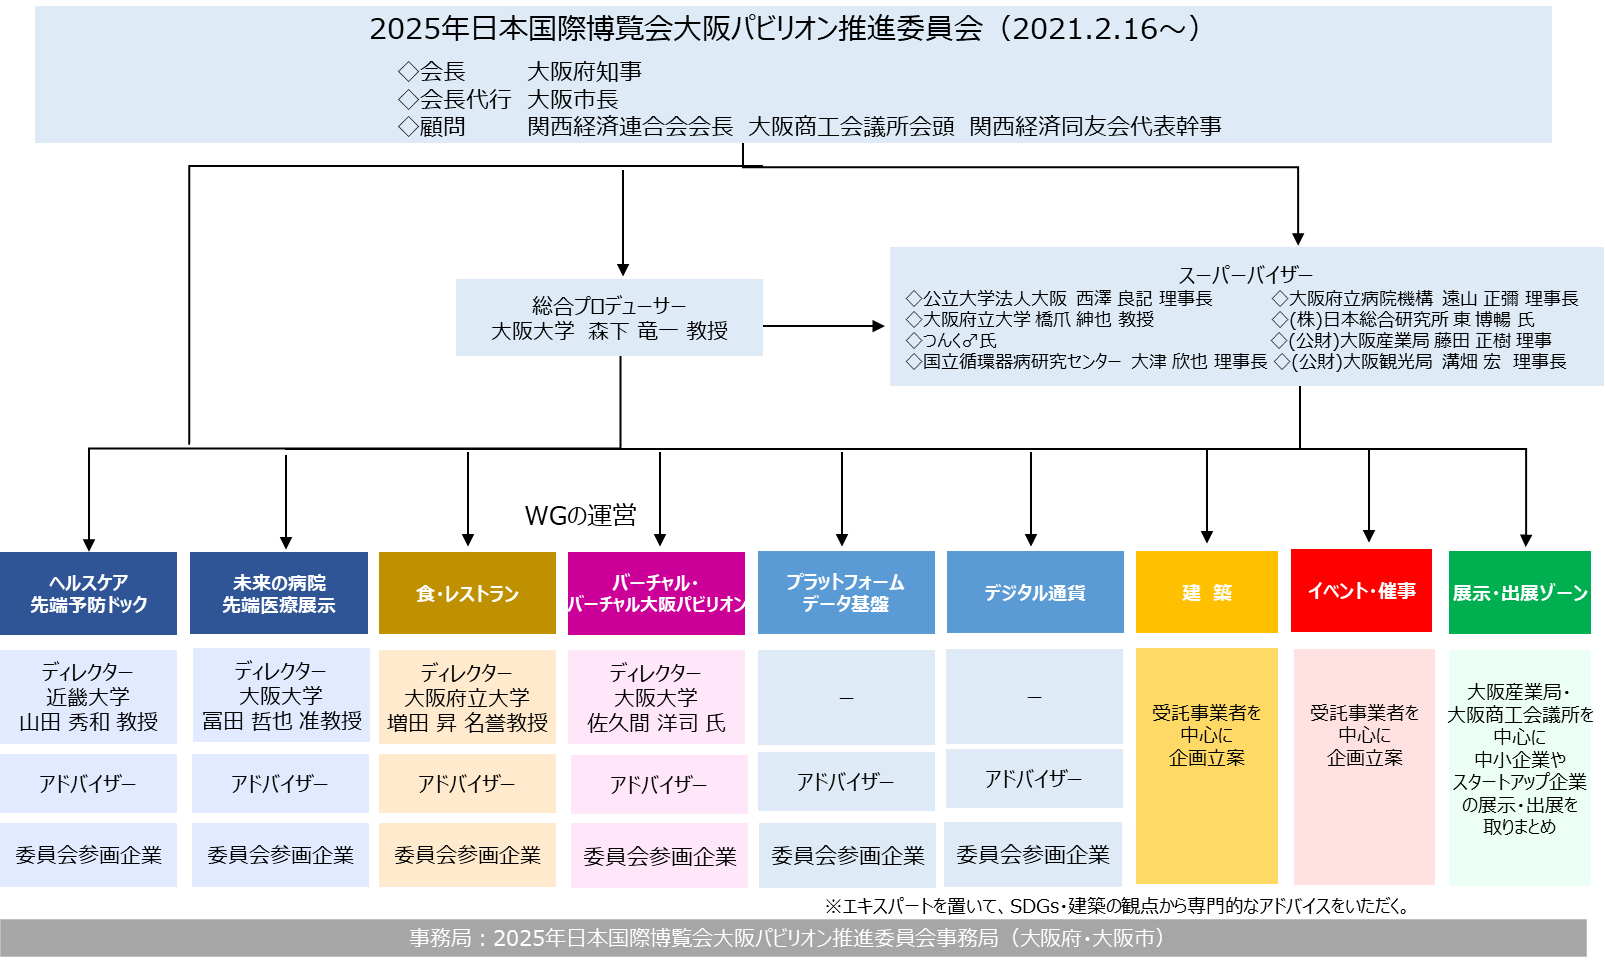 2025年日本国際博覧会大阪パビリオン推進委員会（2021.2.16～）
◇会長　大阪府知事
◇会長代行　大阪市長
◇顧問　関西経済連合会会長　大阪商工会議所会頭　関西経済同友会代表幹事
総合プロデューサー
大阪大学　森下 竜一 教授
スーパーバイザー
◇公立大学法人大阪 西澤 良記 理事長　◇大阪府立病院機構 遠山 正彌 理事長
◇大阪府立大学 橋爪 紳也 教授　◇(株)日本総合研究所 東 博暢 氏
◇つんく♂氏　◇(公財)大阪産業局 藤田 正樹 理事
◇国立循環器病研究センター 大津 欣也 理事長 ◇(公財)大阪観光局 溝畑 宏 理事長
WGの運営
ヘルスケア
先端予防ドック
ディレクター
近畿大学
山田 秀和 教授
アドバイザー
委員会参画企業
未来の病院
先端医療展示
ディレクター
大阪大学
冨田 哲也 准教授
アドバイザー
委員会参画企業
食・レストラン
ディレクター
大阪府立大学
増田 昇 名誉教授
アドバイザー
委員会参画企業
バーチャル・
バーチャル大阪パビリオン
ディレクター
大阪大学
佐久間 洋司 氏
アドバイザー
委員会参画企業
プラットフォーム
データ基盤
－
アドバイザー
委員会参画企業
デジタル通貨
－
アドバイザー
委員会参画企業
建 築
受託事業者を
中心に
企画立案
イベント・催事
受託事業者を
中心に
企画立案
展示・出展ゾーン
大阪産業局・
大阪商工会議所を
中心に
中小企業や
スタートアップ企業
の展示・出展を
取りまとめ
※エキスパートを置いて、SDGs・建築の観点から専門的なアドバイスをいただく。
事務局：2025年日本国際博覧会大阪パビリオン推進委員会事務局（大阪府・大阪市）